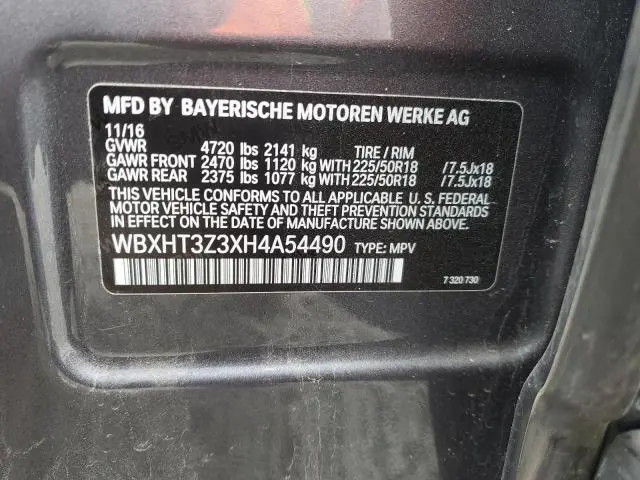 MFD BY BAYERISCHE MOTOREN WERKE AG
11/16
GVWR 4720 lbs 2141 kg TIRE / RIM
GAWR FRONT 2470 lbs 1120 kg WITH 225/50R18 /7.5Jx18
GAWR REAR 2375 lbs 1077 kg WITH 225/50R18 /7.5Jx18
THIS VEHICLE CONFORMS TO ALL APPLICABLE U. S. FEDERAL
MOTOR VEHICLE SAFETY AND THEFT PREVENTION STANDARDS
IN EFFECT ON THE DATE OF MANUFACTURE SHOWN ABOVE.
WBXHT3Z3XH4A54490 TYPE: MPV
7 320 730